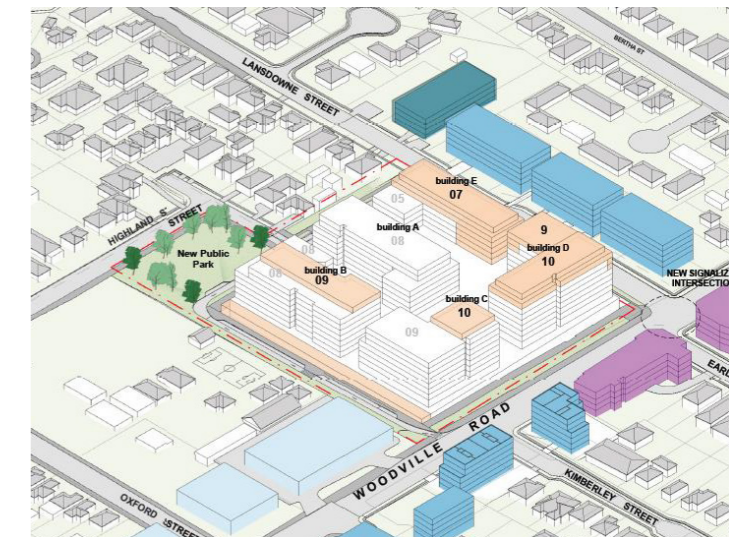 BERTHA ST.
LANSDOWNE STREET
building E
07
05
building A
08
9
building D
10
HIGHLAND S'
STREET
New Public
Park
08
08
building B
09
building C
10
09
NEW SIGNALIZ
INTERSECTION
EARL
WOODVILLE ROAD
KIMBERLEY STREET
OXFORD STREET